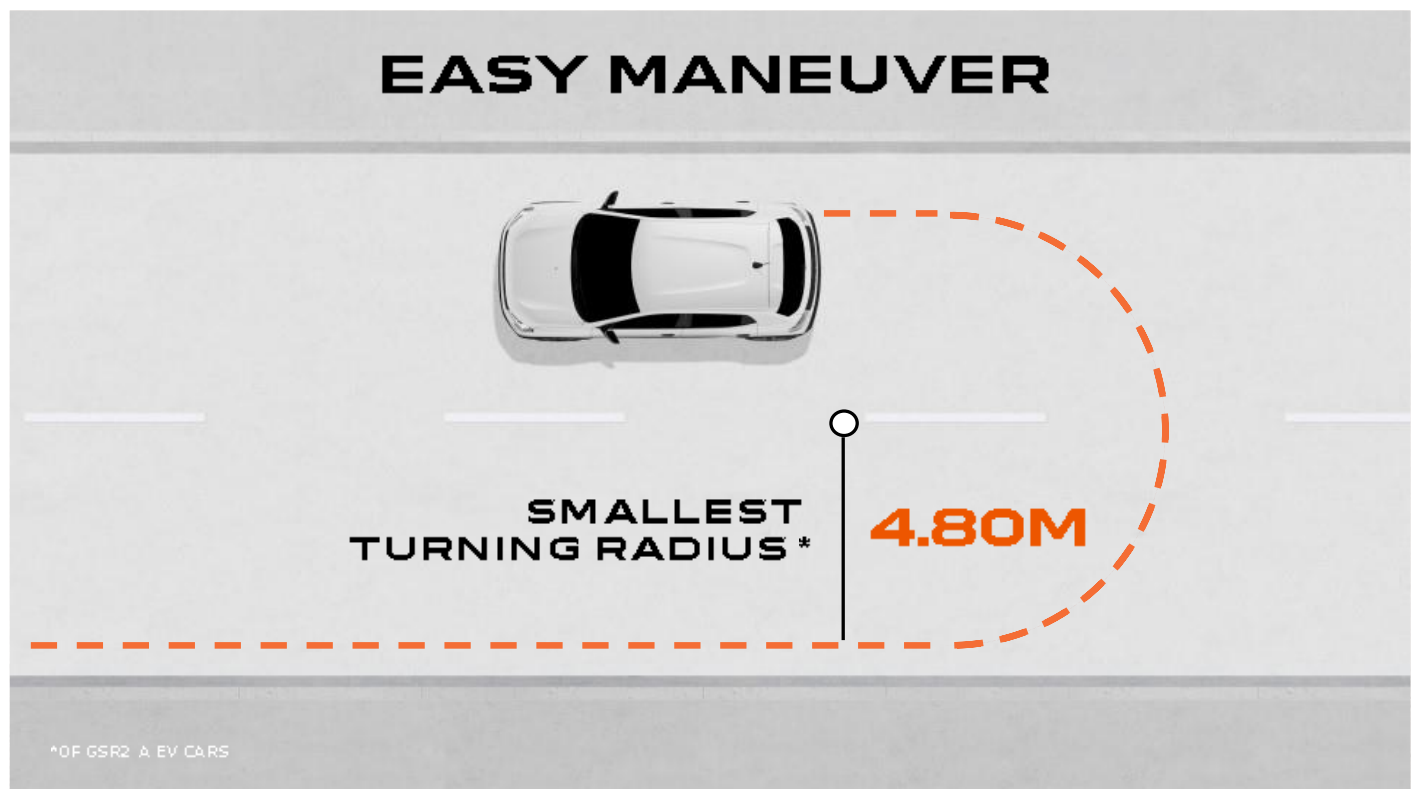 EASY MANEUVER
SMALLEST
TURNING RADIUS*
4.80M
*OF GSR2 A EV CARS